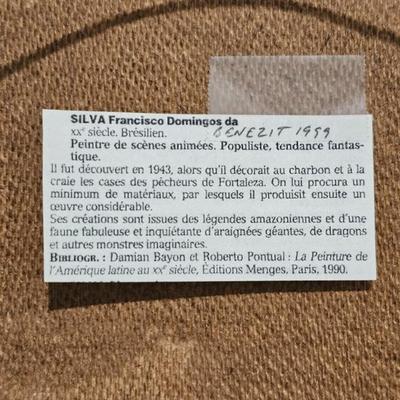 SILVA Francisco Domingos da
XXe siècle. Brésilien. BENEZIT 1999
Peintre de scènes animées. Populiste, tendance fantas-
tique.
Il fut découvert en 1943, alors qu'il décorait au charbon et à la
craie les cases des pêcheurs de Fortaleza. On lui procura un
minimum de matériaux, par lesquels il produisit ensuite un
œuvre considérable.
Ses créations sont issues des légendes amazoniennes et d'une
faune fabuleuse et inquiétante d'araignées géantes, de dragons
et autres monstres imaginaires.
BIBLIOGR. : Damian Bayon et Roberto Pontual : La Peinture de
l'Amérique latine au XXe siècle, Éditions Menges, Paris, 1990.